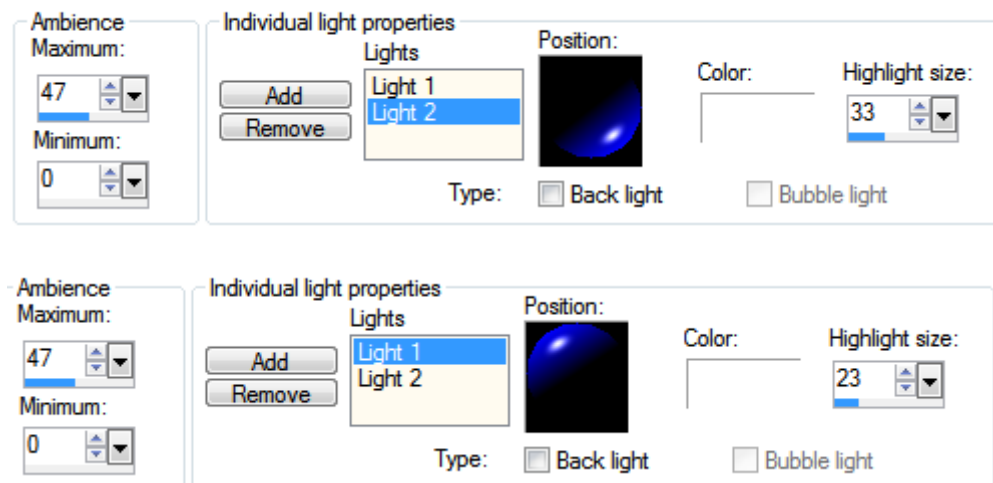 Ambience
Individual light properties
Maximum:
Lights
Position:
Color:
Highlight size:
47
Add
Light 1
33
Remove
Light 2
Minimum:
0
Type:
Back light
Bubble light
Ambience
Individual light properties
Maximum:
Lights
Position:
Color:
Highlight size:
47
Add
Light 1
23
Remove
Light 2
Minimum:
0
Type:
Back light
Bubble light